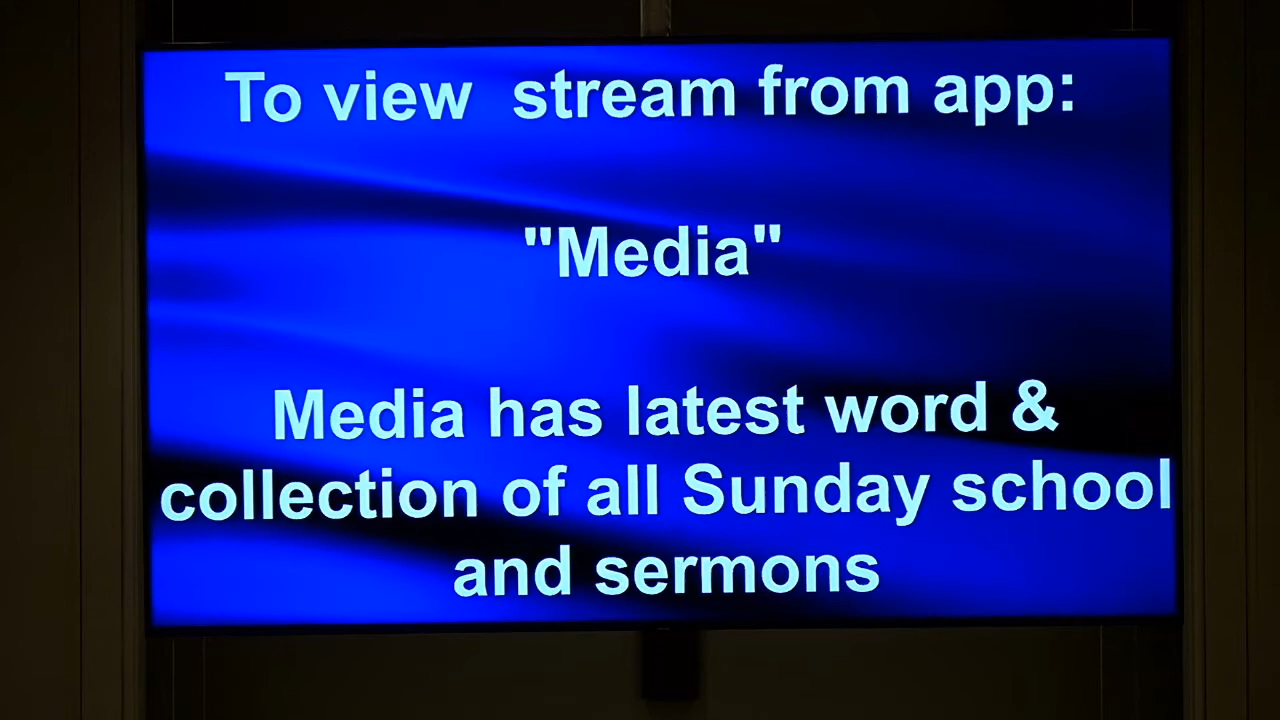 To view stream from app:
"Media"
Media has latest word &
collection of all Sunday school
and sermons